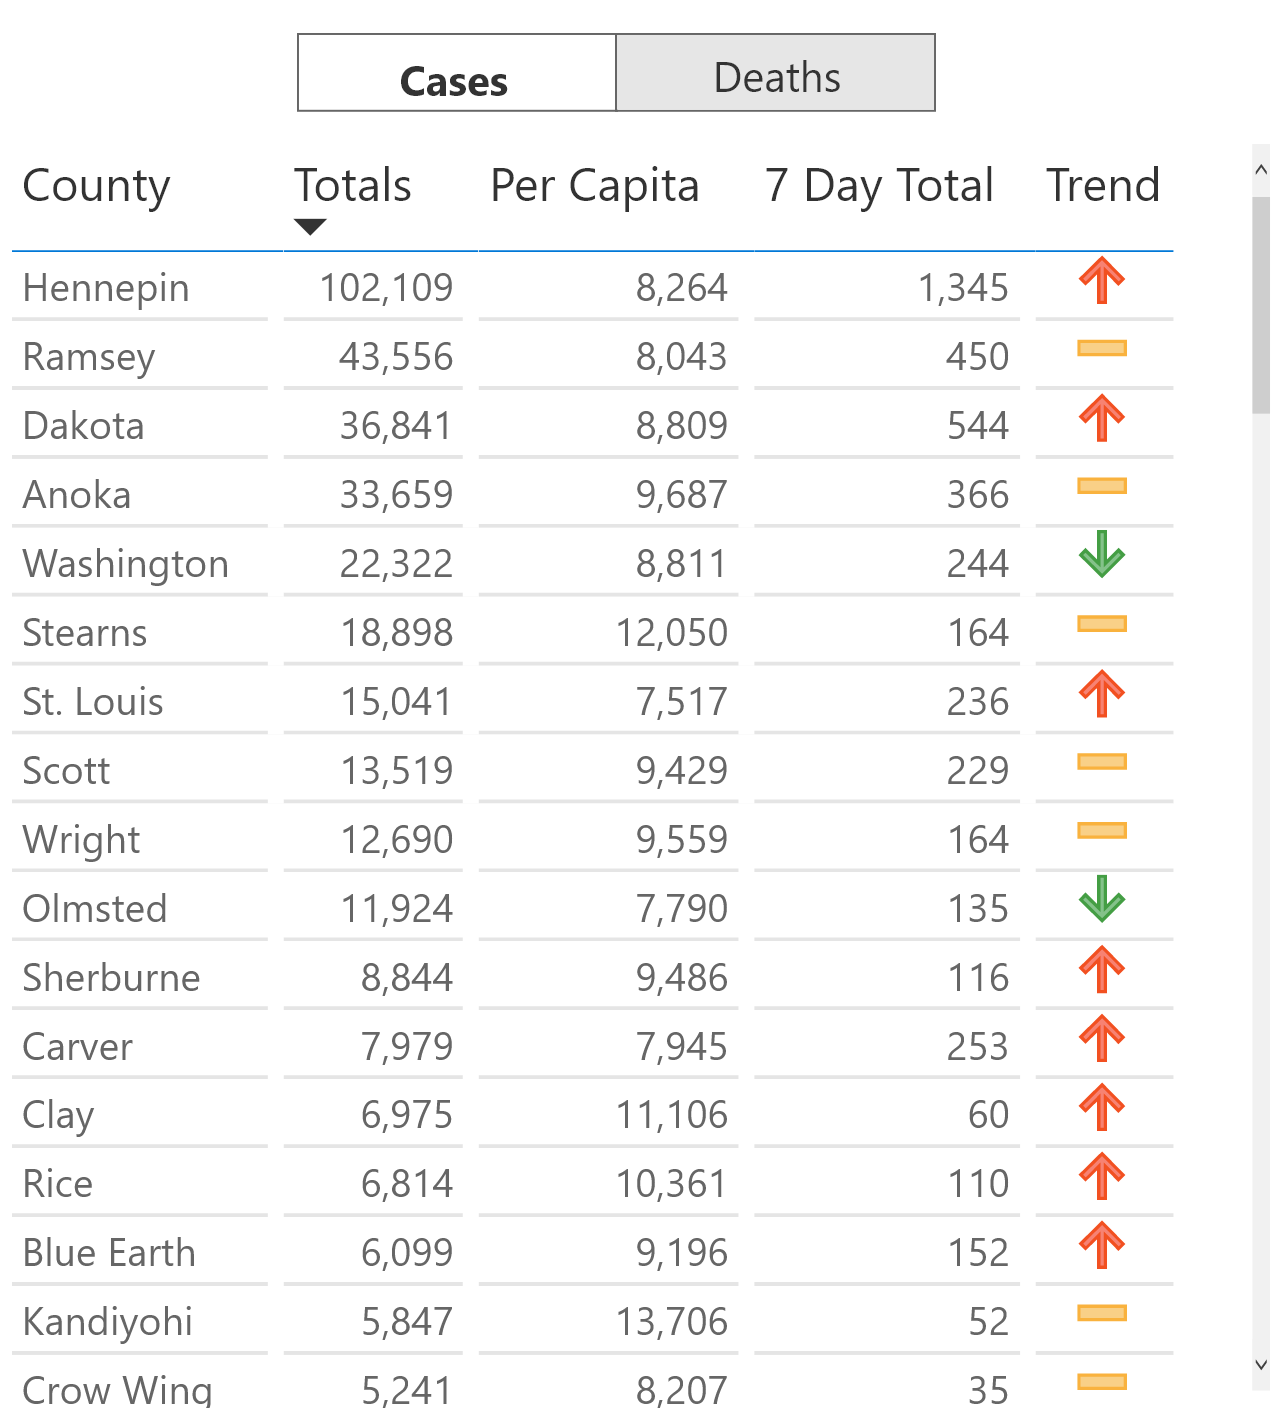 Cases Deaths
County Totals Per Capita 7 Day Total Trend
Hennepin 102,109 8,264 1,345
Ramsey 43,556 8,043 450
Dakota 36,841 8,809 544
Anoka 33,659 9,687 366
Washington 22,322 8,811 244
Stearns 18,898 12,050 164
St. Louis 15,041 7,517 236
Scott 13,519 9,429 229
Wright 12,690 9,559 164
Olmsted 11,924 7,790 135
Sherburne 8,844 9,486 116
Carver 7,979 7,945 253
Clay 6,975 11,106 60
Rice 6,814 10,361 110
Blue Earth 6,099 9,196 152
Kandiyohi 5,847 13,706 52
Crow Wing 5,241 8,207 35